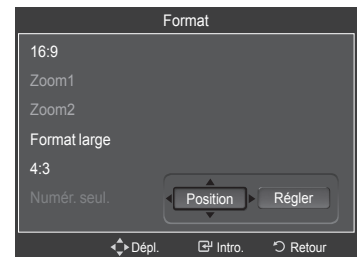 Format
16:9
Zoom1
Zoom2
Format large
4:3
Numér. seul.
Position Régler
Dépl. Intro. Retour